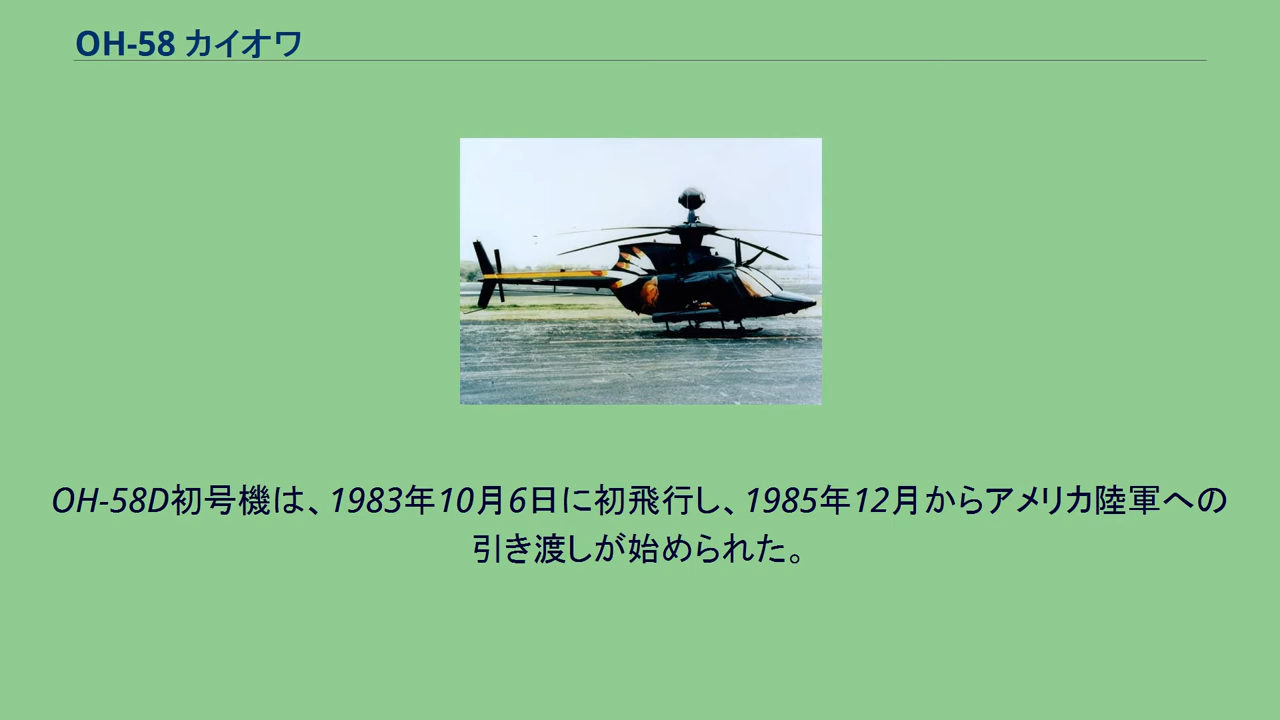 OH-58 カイオワ
OH-58D初号機は、1983年10月6日に初飛行し、1985年12月からアメリカ陸軍への
引き渡しが始められた。